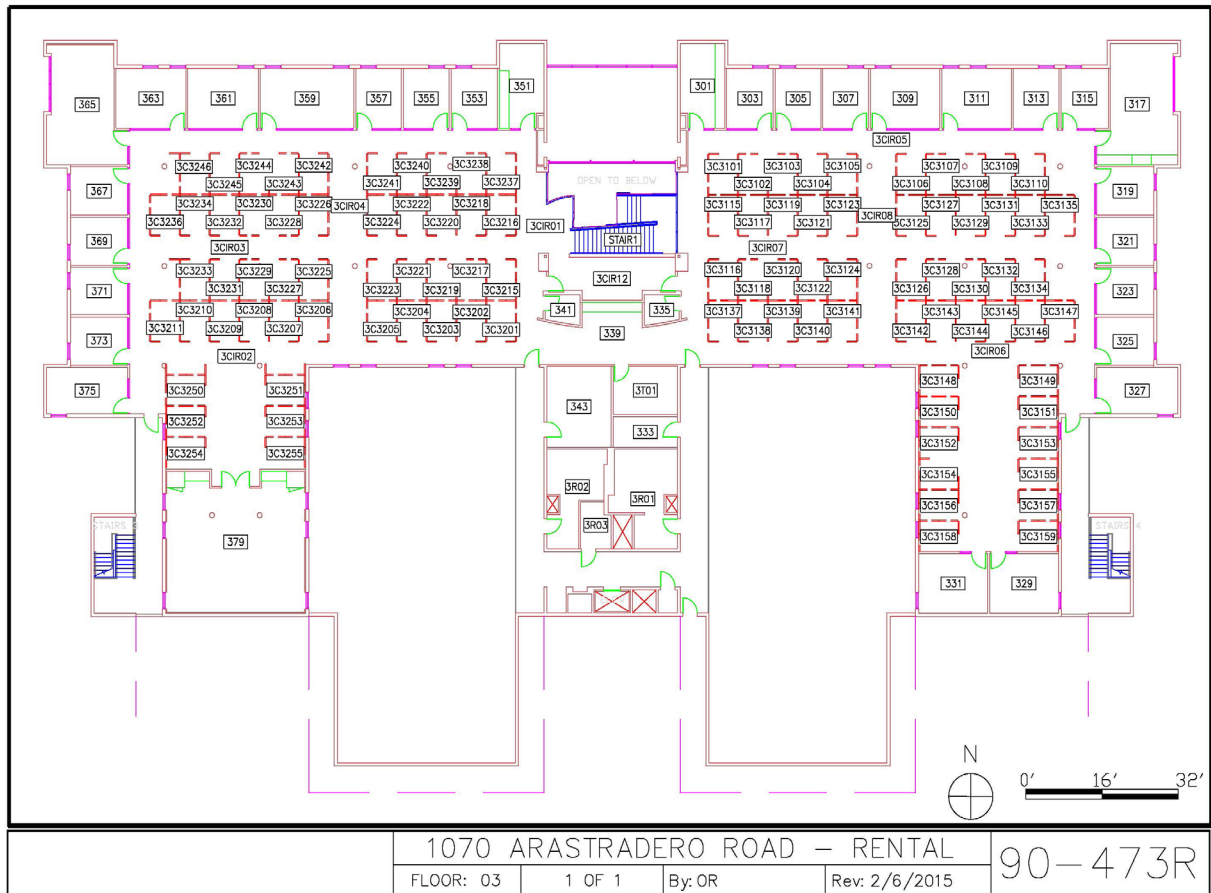 351 301
365 363 361 359 357 355 353 303 305 307 309 311 313 315 317
3CIR05
3C3246 3C3244 3C3242 3C3240 3C3238 3C3101 3C3103 3C3105 3C3107 3C3109
367 3C3245 3C3243 3C3241 3C3239 3C3237 OPEN TO BELOW 3C3102 3C3104 3C3106 3C3108 3C3110 319
3C3234 3C3230 3C3226 3CIR04 3C3222 3C3218 3C3115 3C3119 3C3123 3CIR08 3C3127 3C3131 3C3135
3C3236 3C3232 3C3228 3C3224 3C3220 3C3216 3CIR01 3C3117 3C3121 3C3125 3C3129 3C3133
369 3CIR03 STAIR1 3CIR07 321
3C3233 3C3229 3C3225 3C3221 3C3217 3CIR12 3C3116 3C3120 3C3124 3C3128 3C3132
371 3C3231 3C3227 3C3223 3C3219 3C3215 3C3118 3C3122 3C3126 3C3130 3C3134 323
3C3210 3C3208 3C3206 3C3204 3C3202 341 335 3C3137 3C3139 3C3141 3C3143 3C3145 3C3147
3C3211 3C3209 3C3207 3C3205 3C3203 3C3201 339 3C3138 3C3140 3C3142 3C3144 3C3146
373 3CIR02 3CIR06 325
375 3C3250 3C3251 3T01 3C3148 3C3149 327
343
3C3252 3C3253 333 3C3150 3C3151
3C3254 3C3255 3C3152 3C3153
3R02 3R01 3C3154 3C3155
3C3156 3C3157
STAIRS 3R03 STAIRS 4
379 3C3158 3C3159
331 329
N
0' 16' 32'
1070 ARASTRADERO ROAD – RENTAL
90–473R
FLOOR: 03 1 OF 1 By: OR Rev: 2/6/2015